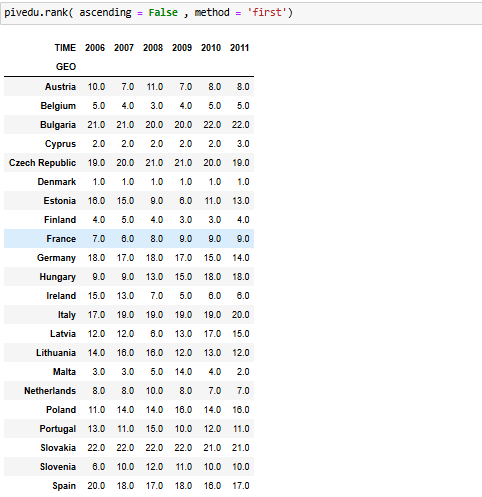 pivedu.rank( ascending = False , method = 'first')
TIME 2006 2007 2008 2009 2010 2011
GEO
Austria 10.0 7.0 11.0 7.0 8.0 8.0
Belgium 5.0 4.0 3.0 4.0 5.0 5.0
Bulgaria 21.0 21.0 20.0 20.0 22.0 22.0
Cyprus 2.0 2.0 2.0 2.0 2.0 3.0
Czech Republic 19.0 20.0 21.0 21.0 20.0 19.0
Denmark 1.0 1.0 1.0 1.0 1.0 1.0
Estonia 16.0 15.0 9.0 6.0 11.0 13.0
Finland 4.0 5.0 4.0 3.0 3.0 4.0
France 7.0 6.0 8.0 9.0 9.0 9.0
Germany 18.0 17.0 18.0 17.0 15.0 14.0
Hungary 9.0 9.0 13.0 15.0 18.0 18.0
Ireland 15.0 13.0 7.0 5.0 6.0 6.0
Italy 17.0 19.0 19.0 19.0 19.0 20.0
Latvia 12.0 12.0 6.0 13.0 17.0 15.0
Lithuania 14.0 16.0 16.0 12.0 13.0 12.0
Malta 3.0 3.0 5.0 14.0 4.0 2.0
Netherlands 8.0 8.0 10.0 8.0 7.0 7.0
Poland 11.0 14.0 14.0 16.0 14.0 16.0
Portugal 13.0 11.0 15.0 10.0 12.0 11.0
Slovakia 22.0 22.0 22.0 22.0 21.0 21.0
Slovenia 6.0 10.0 12.0 11.0 10.0 10.0
Spain 20.0 18.0 17.0 18.0 16.0 17.0